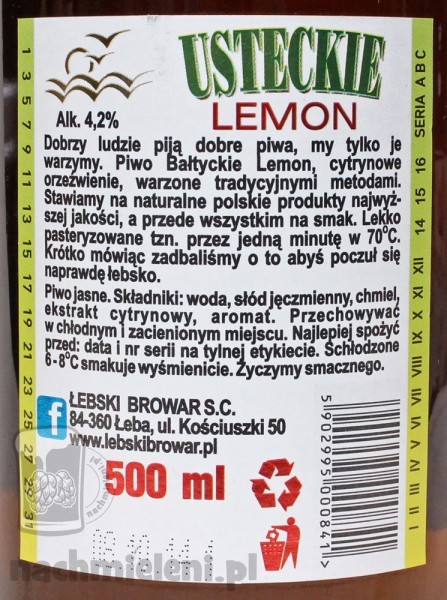 USTECKIE
LEMON
Alk. 4,2%
Dobrzy ludzie piją dobre piwa, my tylko je
warzymy. Piwo Bałtyckie Lemon, cytrynowe
orzeźwienie, warzone tradycyjnymi metodami.
Stawiamy na naturalne polskie produkty najwyż-
szej jakości, a przede wszystkim na smak. Lekko
pasteryzowane tzn. przez jedną minutę w 70°C.
Krótko mówiąc zadbaliśmy o to abyś poczuł się
naprawdę łebsko.
Piwo jasne. Składniki: woda, słód jęczmienny, chmiel,
ekstrakt cytrynowy, aromat. Przechowywać
w chłodnym i zacienionym miejscu. Najlepiej spożyć
przed: data i nr serii na tylnej etykiecie. Schłodzone
6-8°C smakuje wyśmienicie. Życzymy smacznego.
f
ŁEBSKI BROWAR S.C.
84-360 Łeba, ul. Kościuszki 50
www.lebskibrowar.pl
500 ml
5902995000841>
1 3 5 7 9 11 13 15 17 19 21 23 25 27 29 31
I II III IV V VI VII VIII IX X XI XII 14 15 16 SERIA A B C
nachmieleni.pl